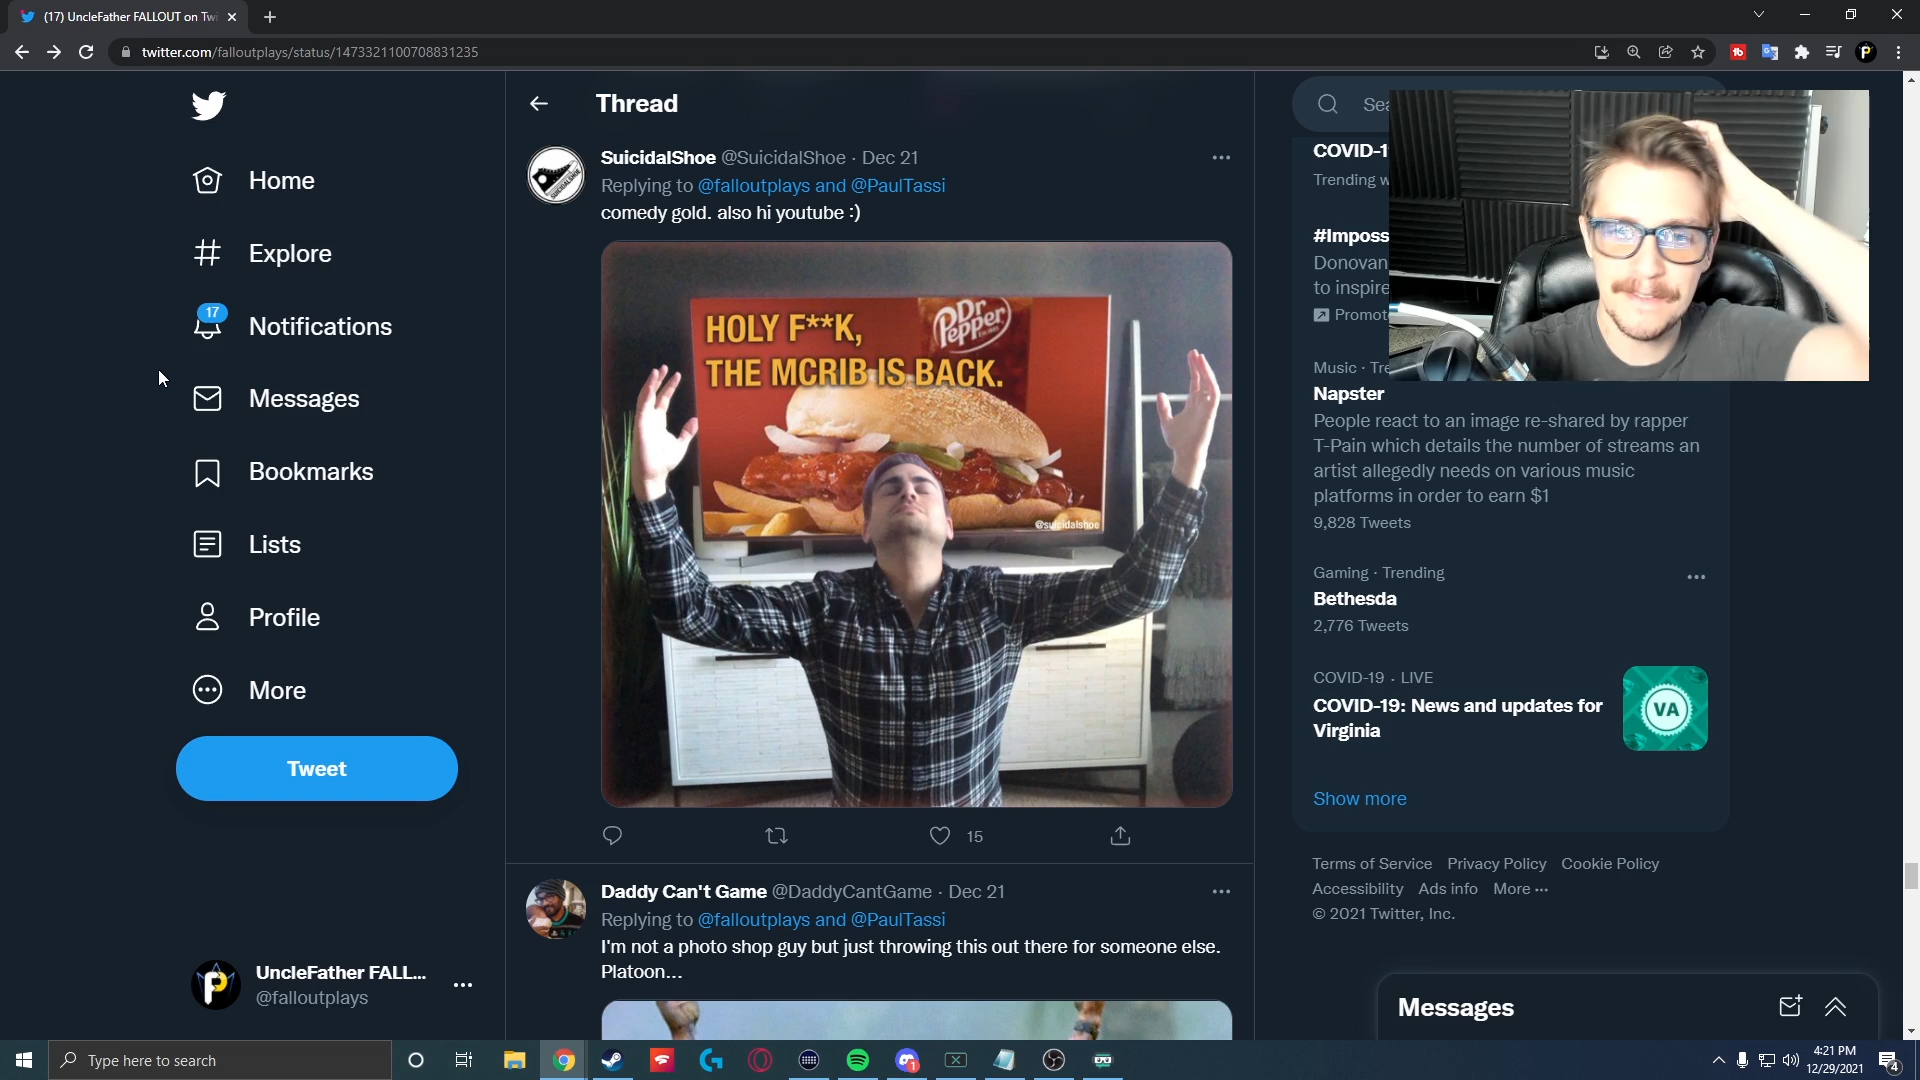 (17) UncleFather FALLOUT on Twi
twitter.com/falloutplays/status/1473321100708831235
Home
Explore
17
Notifications
Messages
Bookmarks
Lists
Profile
More
Tweet
UncleFather FALL...
@falloutplays
Thread
SuicidalShoe @SuicidalShoe · Dec 21
Replying to @falloutplays and @PaulTassi
comedy gold. also hi youtube :)
HOLY F**K,
THE MCRIB IS BACK.
Dr Pepper
@suicidalshoe
15
Daddy Can't Game @DaddyCantGame · Dec 21
Replying to @falloutplays and @PaulTassi
I'm not a photo shop guy but just throwing this out there for someone else.
Platoon...
Sea
COVID-1
Trending w
#Imposs
Donovan
to inspire
Promot
Music · Tre
Napster
People react to an image re-shared by rapper
T-Pain which details the number of streams an
artist allegedly needs on various music
platforms in order to earn $1
9,828 Tweets
Gaming · Trending
Bethesda
2,776 Tweets
COVID-19 · LIVE
COVID-19: News and updates for
Virginia
VA
Show more
Terms of Service Privacy Policy Cookie Policy
Accessibility Ads info More ···
© 2021 Twitter, Inc.
Messages
Type here to search
4:21 PM
12/29/2021
4